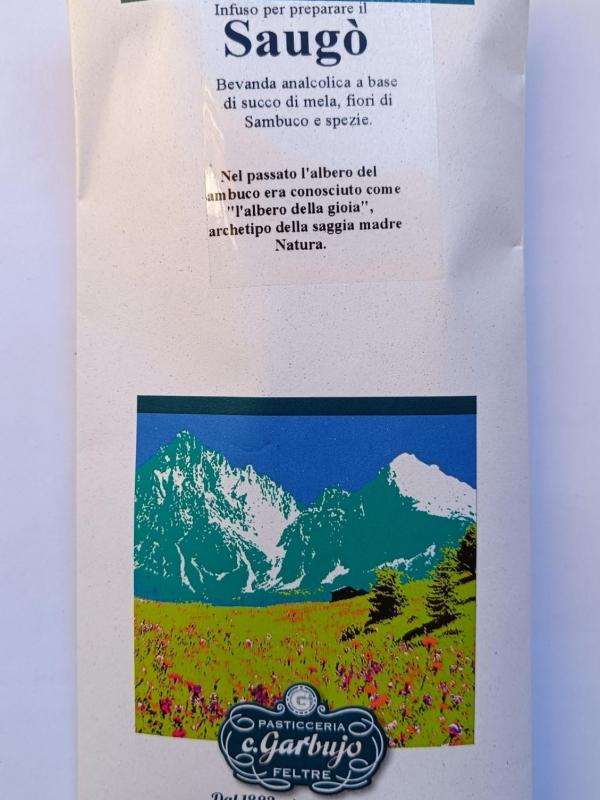 Infuso per preparare il
Saugò
Bevanda analcolica a base
di succo di mela, fiori di
Sambuco e spezie.
Nel passato l'albero del
ambuco era conosciuto come
"l'albero della gioia",
archetipo della saggia madre
Natura.
G
PASTICCERIA
c.Garbujo
FELTRE
Dal